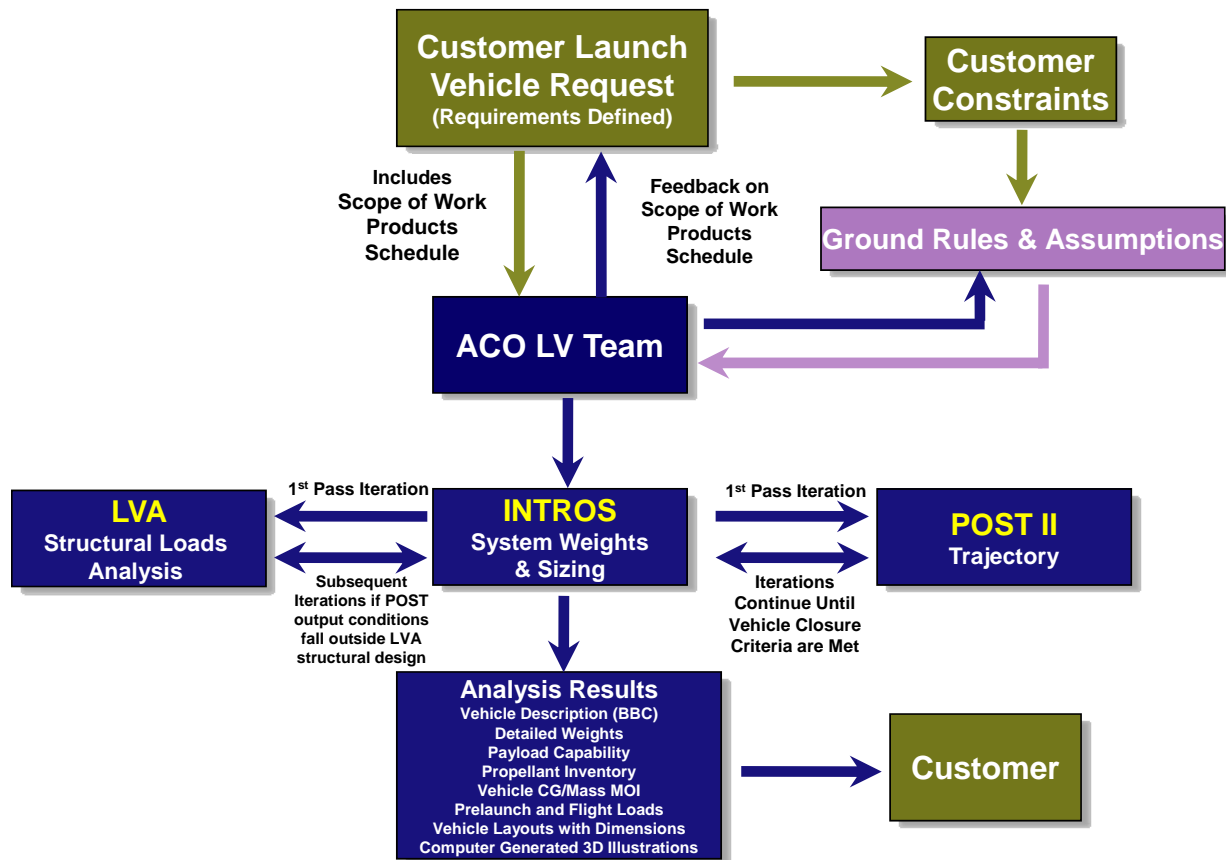 Customer Launch
Vehicle Request
(Requirements Defined)
Customer
Constraints
Includes
Scope of Work
Products
Schedule
Feedback on
Scope of Work
Products
Schedule
Ground Rules & Assumptions
ACO LV Team
1st Pass Iteration
1st Pass Iteration
LVA
Structural Loads
Analysis
INTROS
System Weights
& Sizing
POST II
Trajectory
Subsequent
Iterations if POST
output conditions
fall outside LVA
structural design
Iterations
Continue Until
Vehicle Closure
Criteria are Met
Analysis Results
Vehicle Description (BBC)
Detailed Weights
Payload Capability
Propellant Inventory
Vehicle CG/Mass MOI
Prelaunch and Flight Loads
Vehicle Layouts with Dimensions
Computer Generated 3D Illustrations
Customer